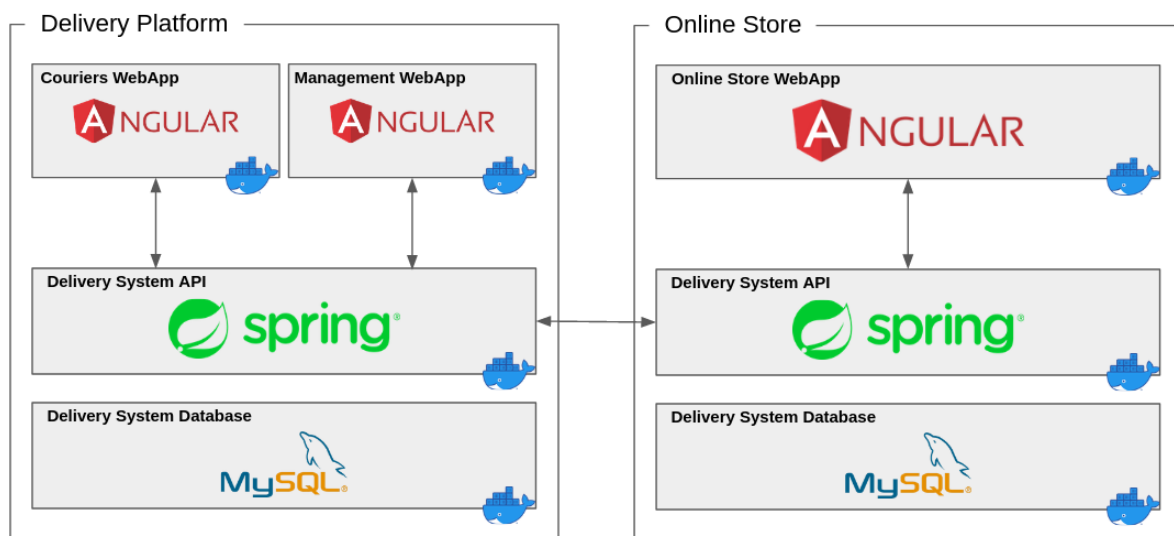 Delivery Platform
Online Store
Couriers WebApp
ANGULAR
Management WebApp
ANGULAR
Online Store WebApp
ANGULAR
Delivery System API
spring®
Delivery System API
spring®
Delivery System Database
MySQL®
Delivery System Database
MySQL®